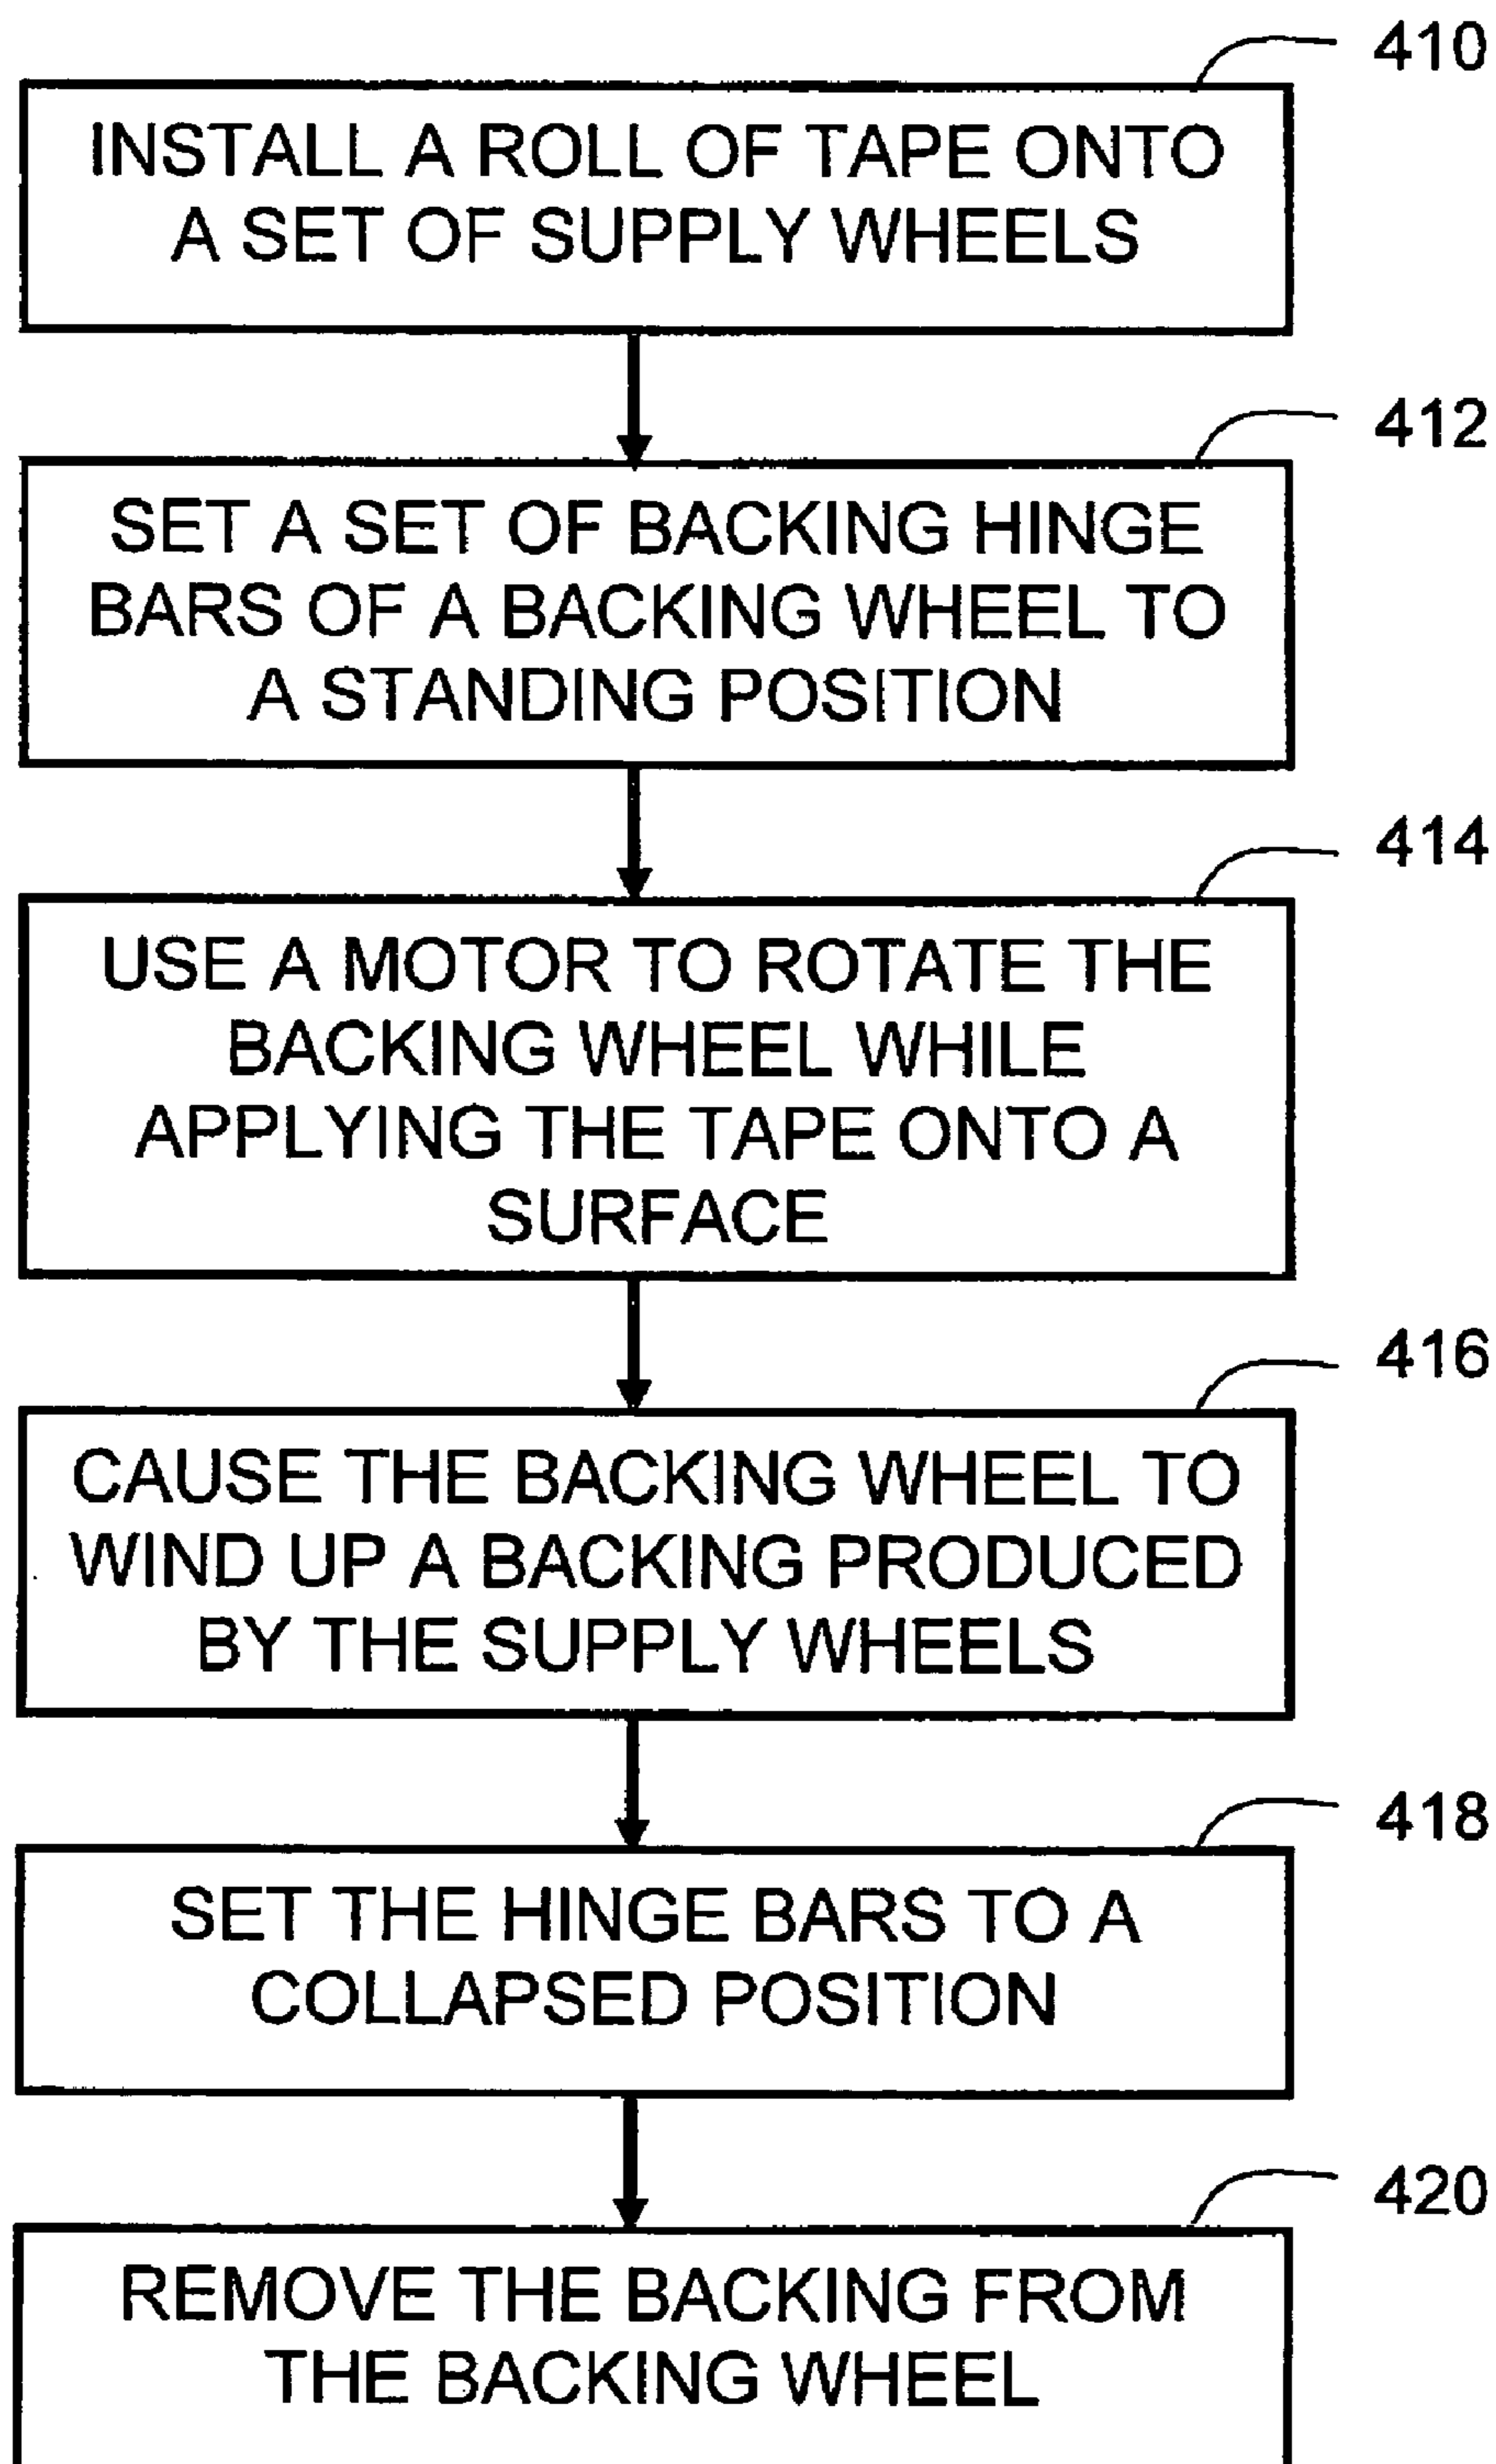 410
INSTALL A ROLL OF TAPE ONTO
A SET OF SUPPLY WHEELS
412
SET A SET OF BACKING HINGE
BARS OF A BACKING WHEEL TO
A STANDING POSITION
414
USE A MOTOR TO ROTATE THE
BACKING WHEEL WHILE
APPLYING THE TAPE ONTO A
SURFACE
416
CAUSE THE BACKING WHEEL TO
WIND UP A BACKING PRODUCED
BY THE SUPPLY WHEELS
418
SET THE HINGE BARS TO A
COLLAPSED POSITION
420
REMOVE THE BACKING FROM
THE BACKING WHEEL